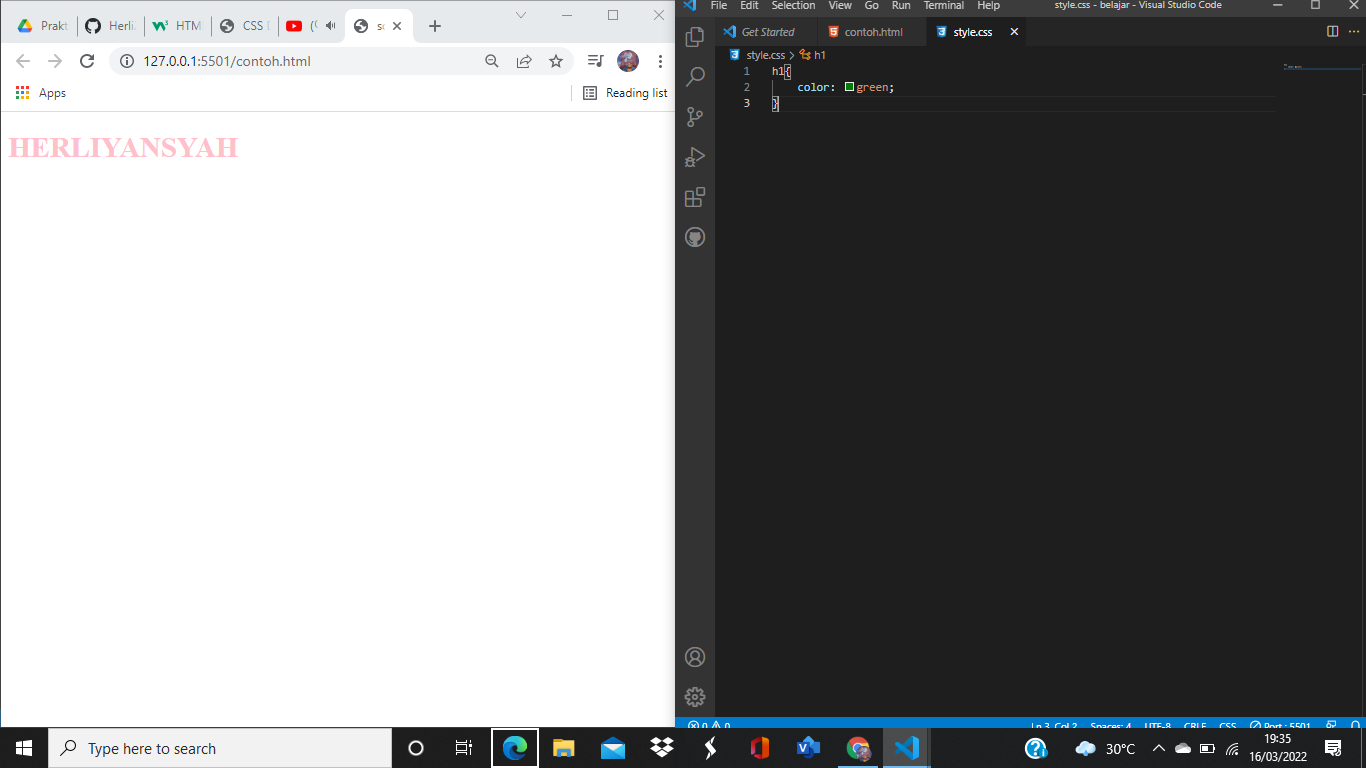 Prakt
Herli
HTM
CSS
sc
127.0.0.1:5501/contoh.html
Apps
Reading list
HERLIYANSYAH
File Edit Selection View Go Run Terminal Help
style.css - belajar - Visual Studio Code
Get Started
contoh.html
style.css
style.css > h1
1 h1{
2 color: green;
3 }
0 0
Ln 3, Col 2 Spaces: 4 UTF-8 CRLF CSS Port : 5501
Type here to search
30°C
19:35
16/03/2022